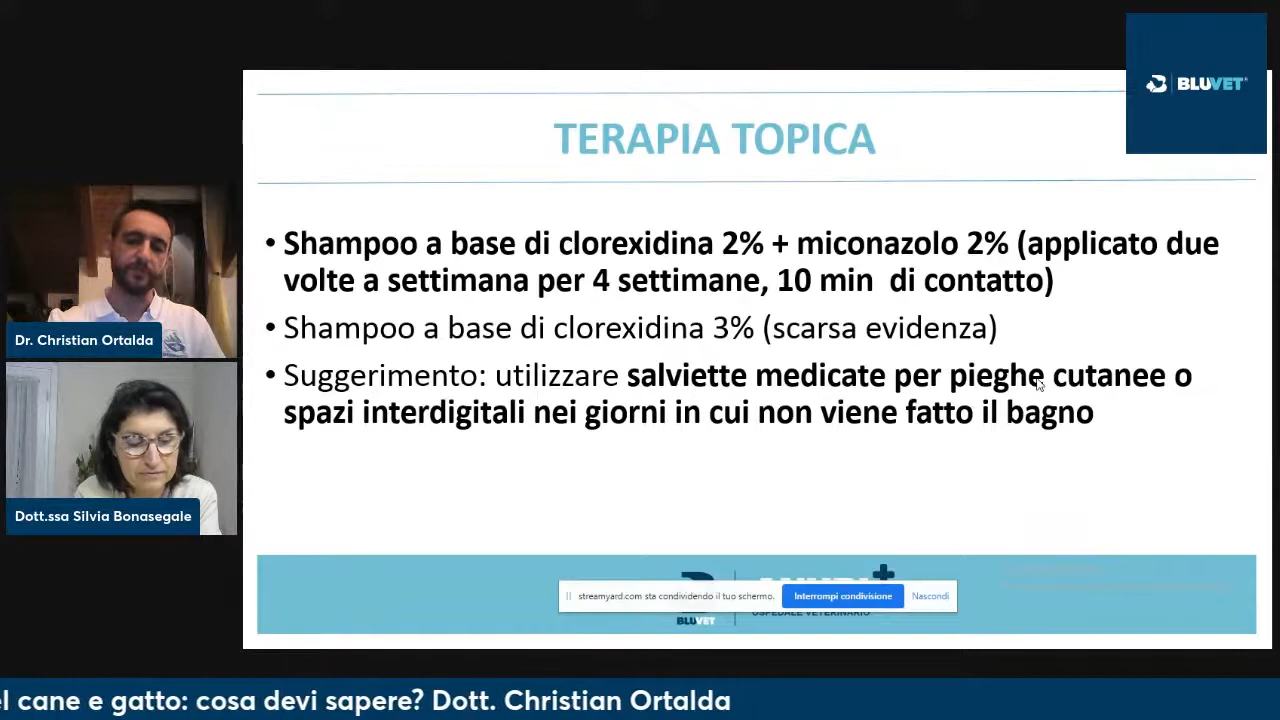 BLUVET
TERAPIA TOPICA
• Shampoo a base di clorexidina 2% + miconazolo 2% (applicato due
volte a settimana per 4 settimane, 10 min di contatto)
• Shampoo a base di clorexidina 3% (scarsa evidenza)
• Suggerimento: utilizzare salviette medicate per pieghe cutanee o
spazi interdigitali nei giorni in cui non viene fatto il bagno
Dr. Christian Ortalda
Dott.ssa Silvia Bonasegale
streamyard.com sta condividendo il tuo schermo. Interrompi condivisione Nascondi
BLUVET
OSPEDALE VETERINARIO
el cane e gatto: cosa devi sapere? Dott. Christian Ortalda